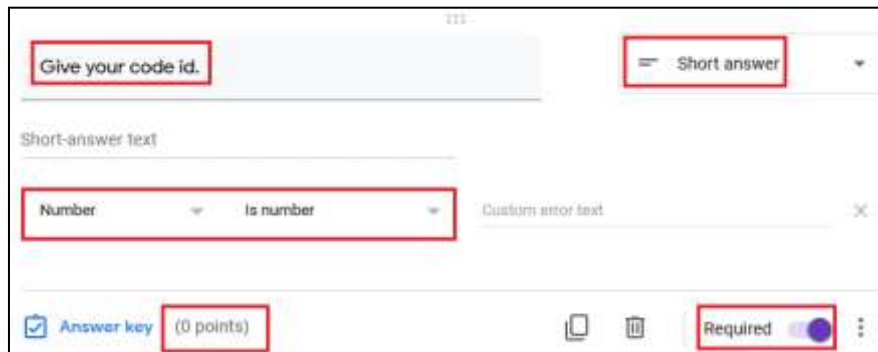 Give your code id.
Short answer
Short-answer text
Number Is number Custom error text
Answer key (0 points) Required